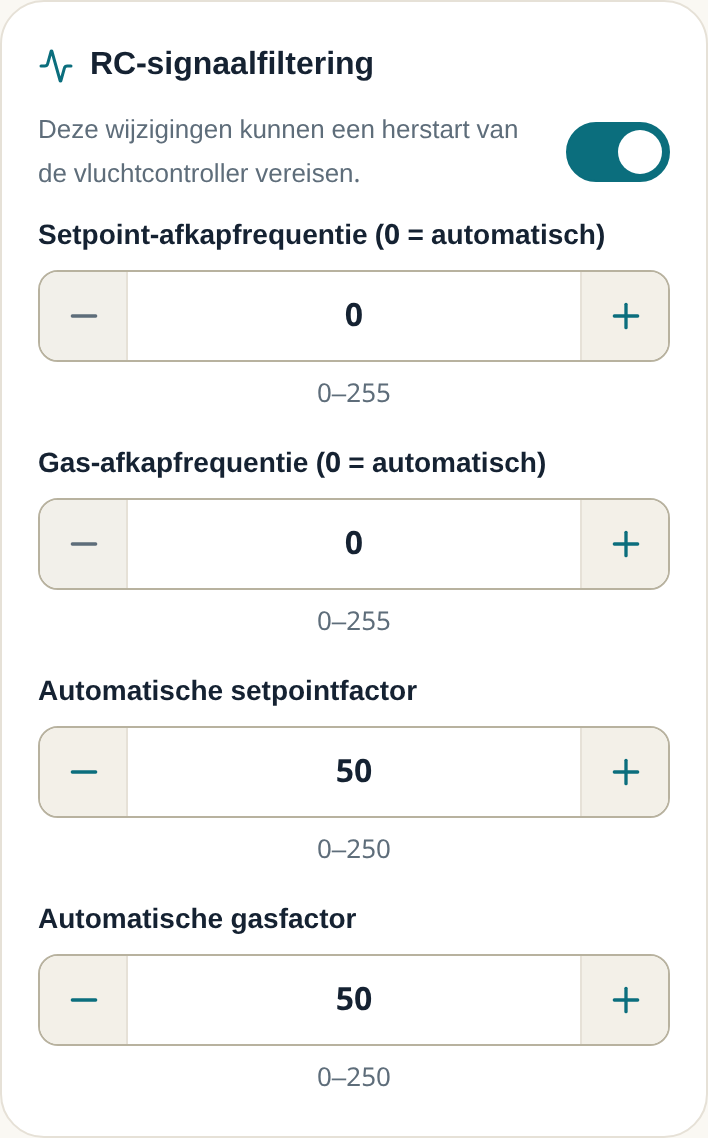 RC-signaalfiltering
Deze wijzigingen kunnen een herstart van
de vluchtcontroller vereisen.
Setpoint-afkapfrequentie (0 = automatisch)
0
0–255
Gas-afkapfrequentie (0 = automatisch)
0
0–255
Automatische setpointfactor
50
0–250
Automatische gasfactor
50
0–250